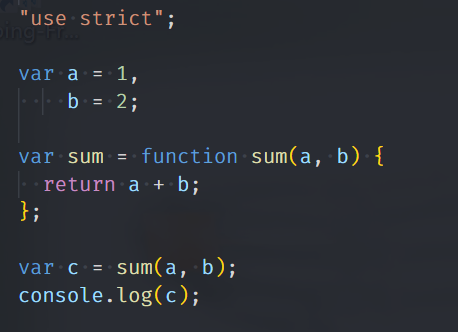 "use strict";
var a = 1,
    b = 2;
var sum = function sum(a, b) {
  return a + b;
};
var c = sum(a, b);
console.log(c);